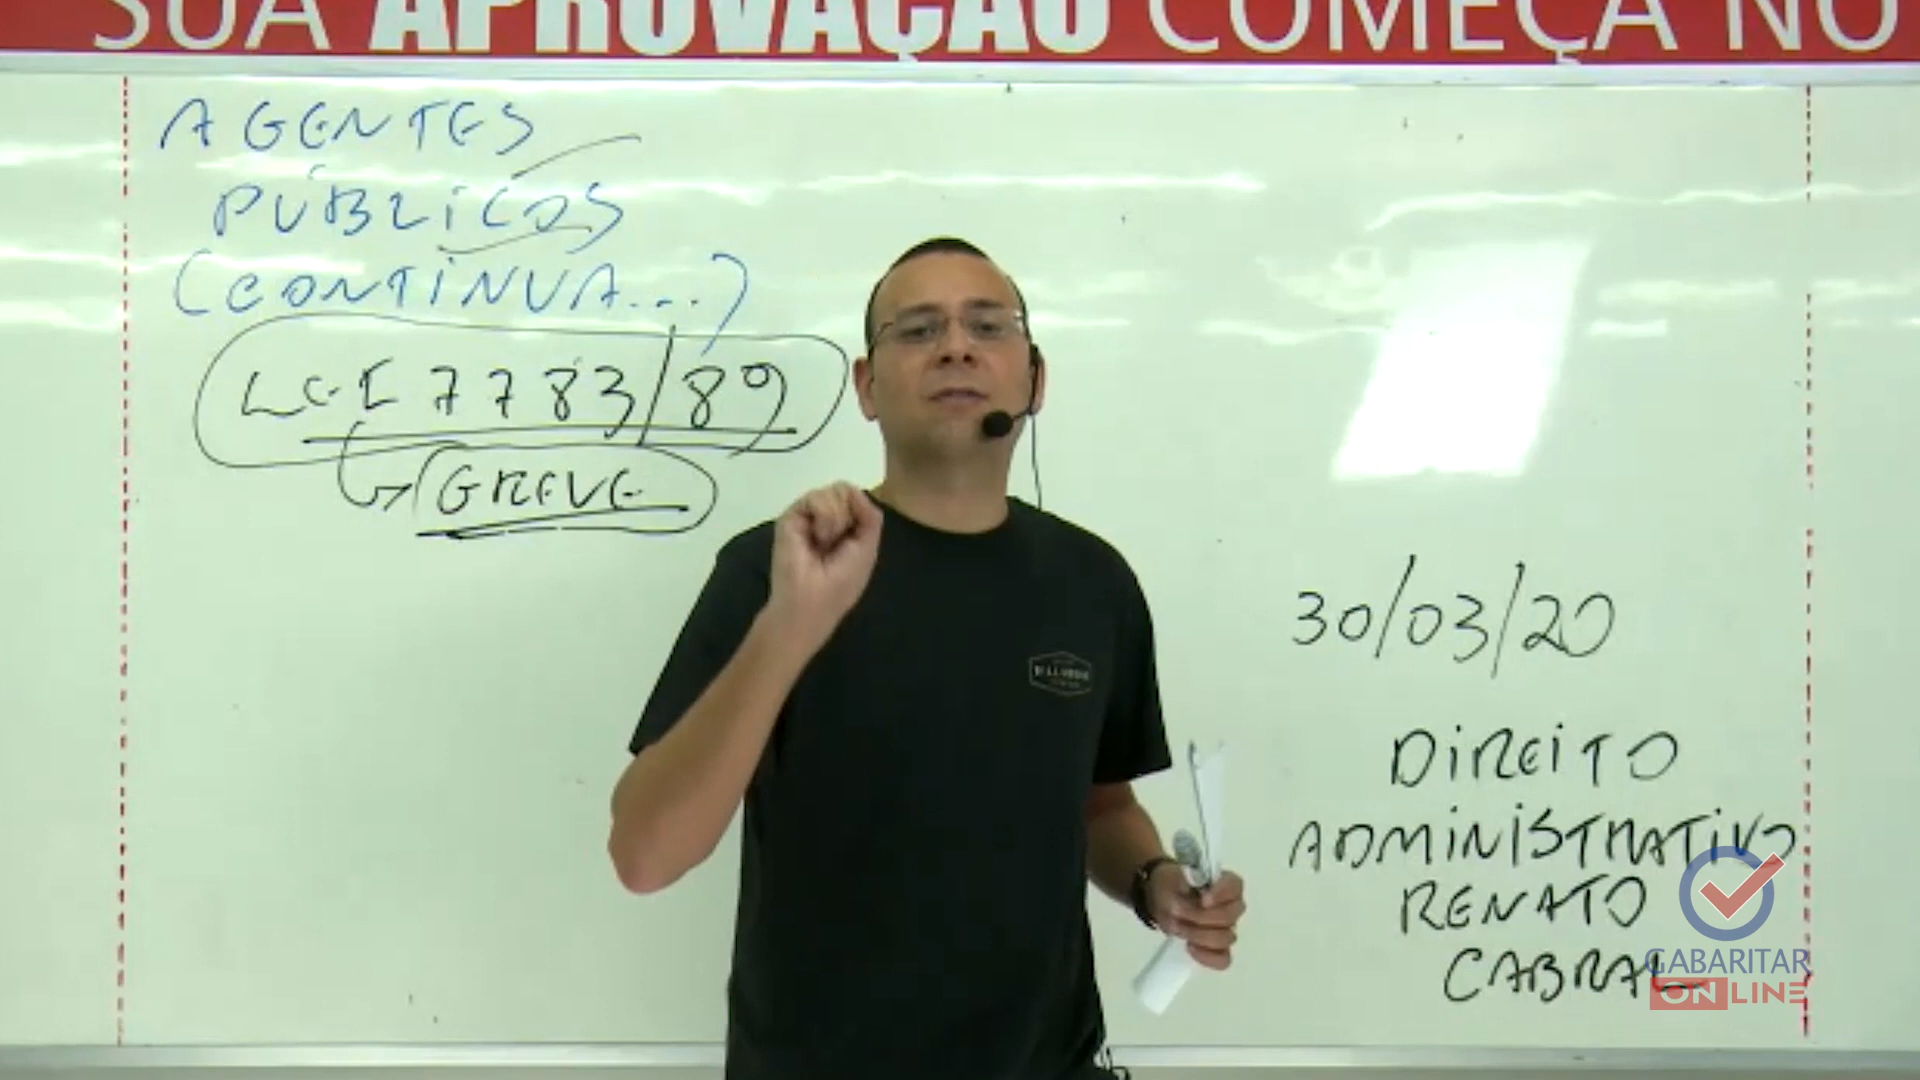 SUA APROVAÇÃO COMEÇA NO
AGENTES
PÚBLICOS
(CONTINUA...)
LEI 7783/89
GREVE
30/03/20
DIREITO
ADMINISTRATIVO
RENATO
CABRAL
GABARITAR
ONLINE